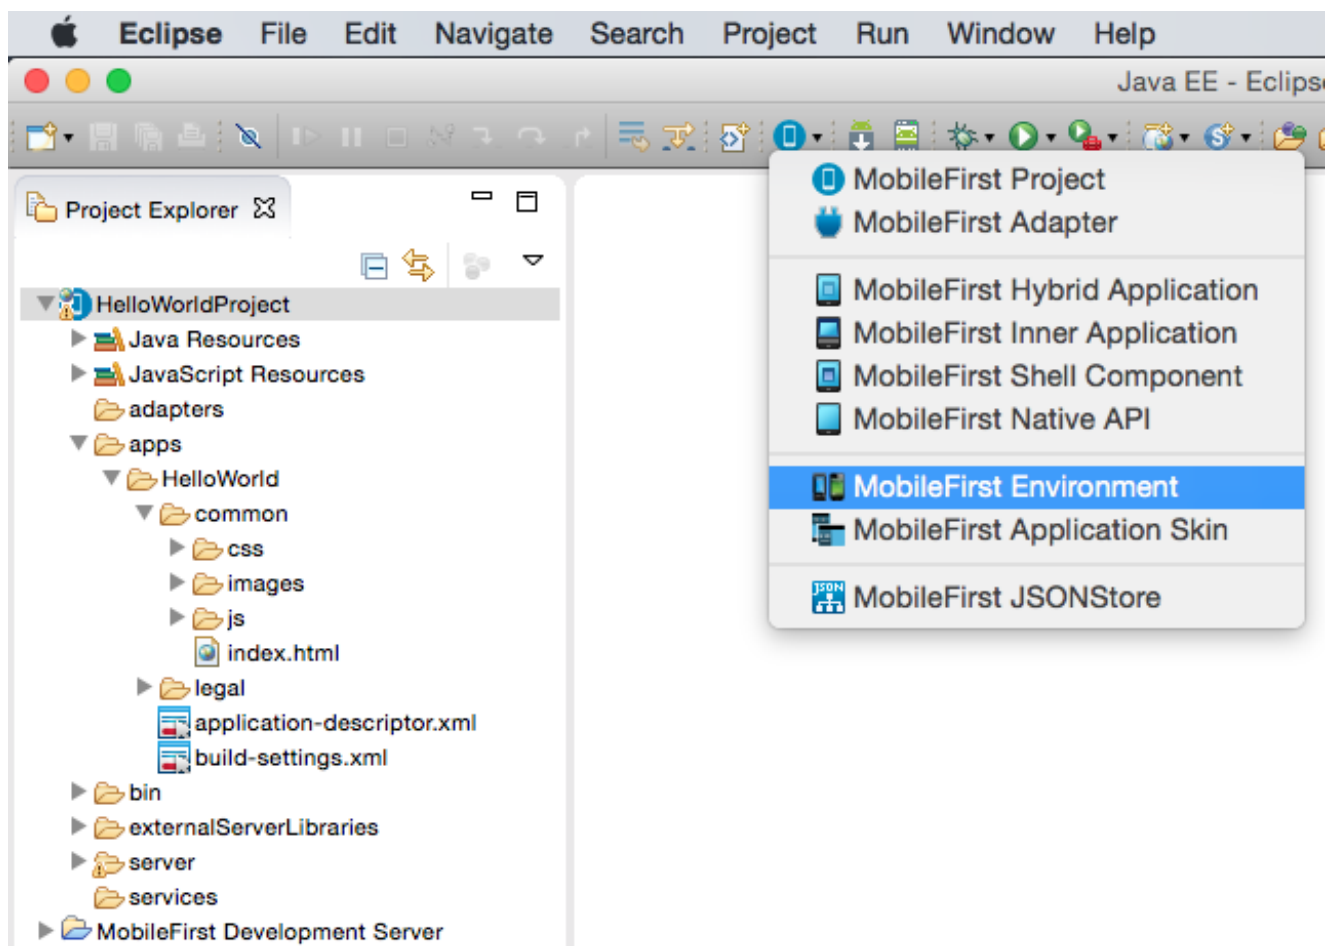 Eclipse File Edit Navigate Search Project Run Window Help
Java EE - Eclips
Project Explorer
HelloWorldProject
Java Resources
JavaScript Resources
adapters
apps
HelloWorld
common
css
images
js
index.html
legal
application-descriptor.xml
build-settings.xml
bin
externalServerLibraries
server
services
MobileFirst Development Server
MobileFirst Project
MobileFirst Adapter
MobileFirst Hybrid Application
MobileFirst Inner Application
MobileFirst Shell Component
MobileFirst Native API
MobileFirst Environment
MobileFirst Application Skin
JSON
MobileFirst JSONStore